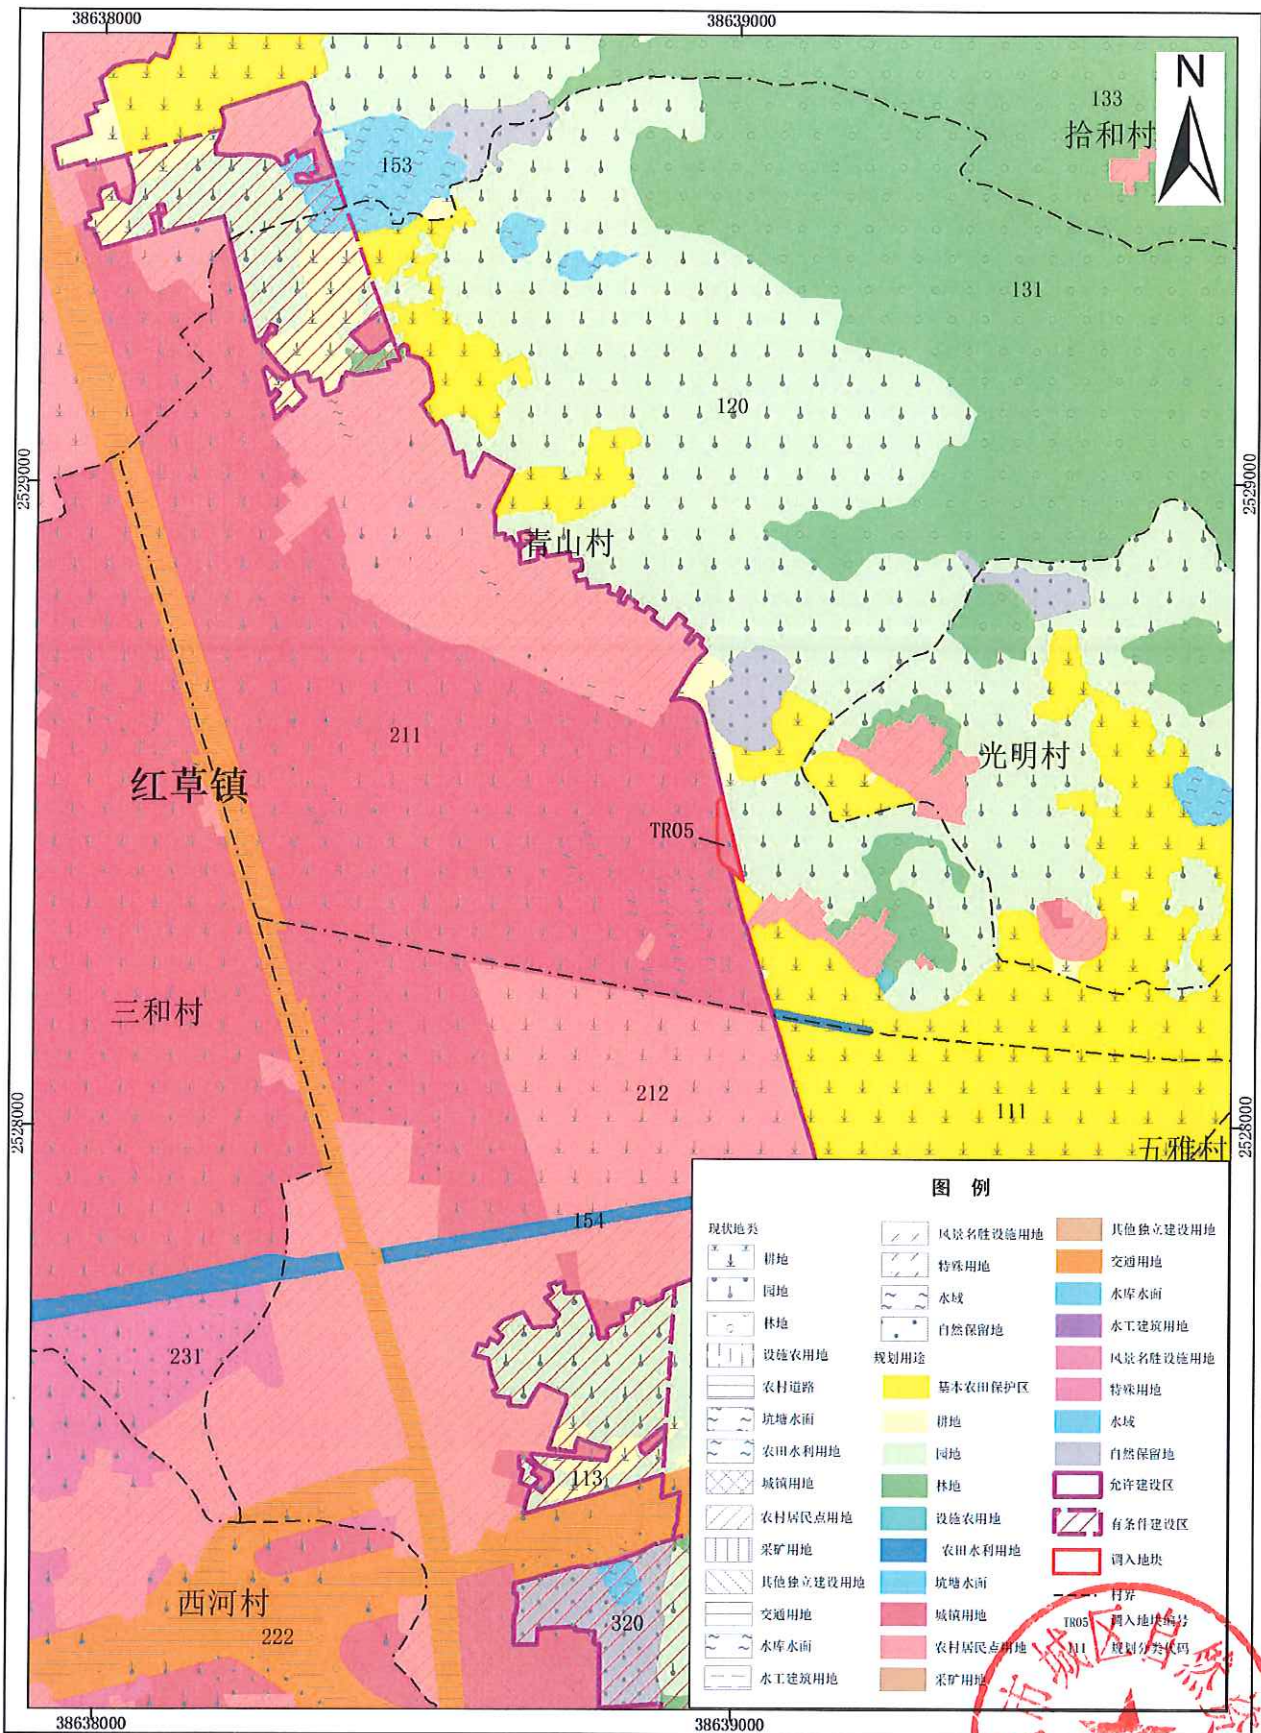 38638000
38639000
N
133
拾和村
153
131
120
2529000
2529000
青山村
211
光明村
红草镇
TR05
三和村
212
111
2528000
2528000
五雅村
154
231
113
西河村
222
320
图 例
现状地类
耕地
园地
林地
设施农用地
农村道路
坑塘水面
农田水利用地
城镇用地
农村居民点用地
采矿用地
其他独立建设用地
交通用地
水库水面
水工建筑用地
风景名胜设施用地
特殊用地
水域
自然保留地
规划用途
基本农田保护区
耕地
园地
林地
设施农用地
农田水利用地
坑塘水面
城镇用地
农村居民点用地
采矿用地
其他独立建设用地
交通用地
水库水面
水工建筑用地
风景名胜设施用地
特殊用地
水域
自然保留地
允许建设区
有条件建设区
调入地块
村界
TR05 调入地块编号
111 规划分类代码
市城区自然
38638000
38639000